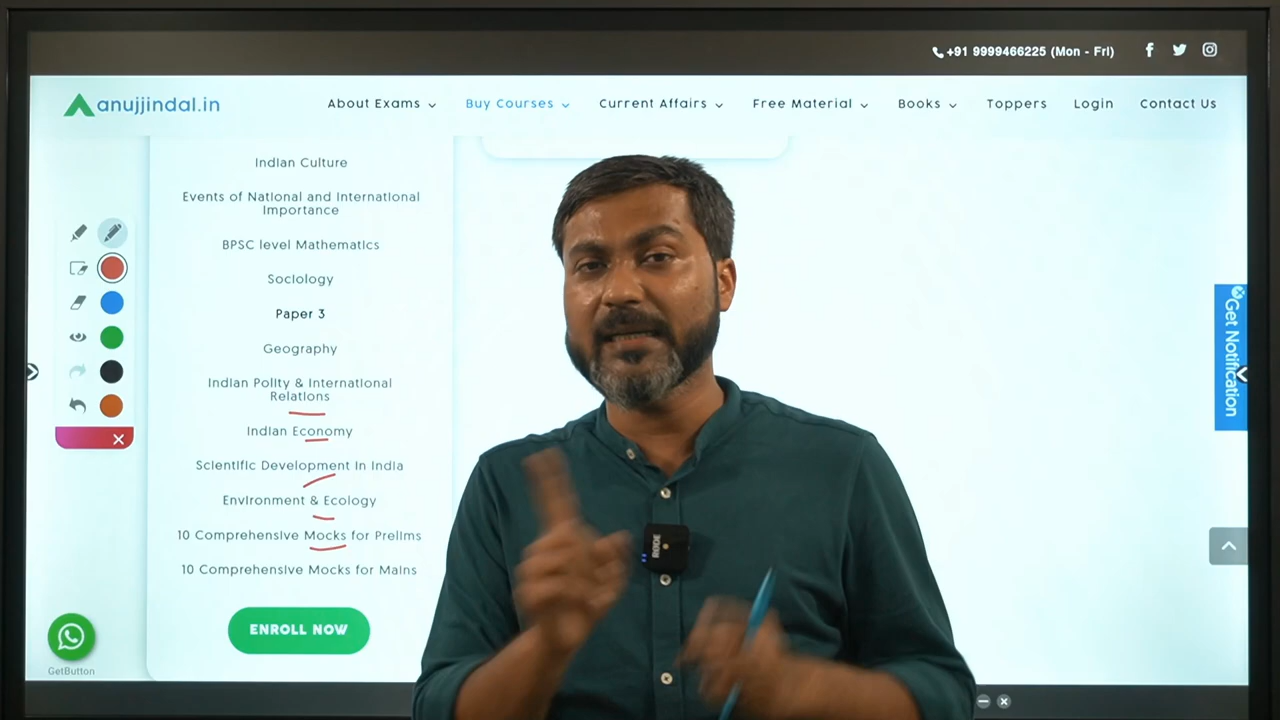 +91 9999466225 (Mon - Fri)
anujjindal.in
About Exams
Buy Courses
Current Affairs
Free Material
Books
Toppers
Login
Contact Us
Indian Culture
Events of National and International
Importance
BPSC level Mathematics
Sociology
Paper 3
Geography
Indian Polity & International
Relations
Indian Economy
Scientific Development in India
Environment & Ecology
10 Comprehensive Mocks for Prelims
10 Comprehensive Mocks for Mains
ENROLL NOW
GetButton
Get Notification
RODE